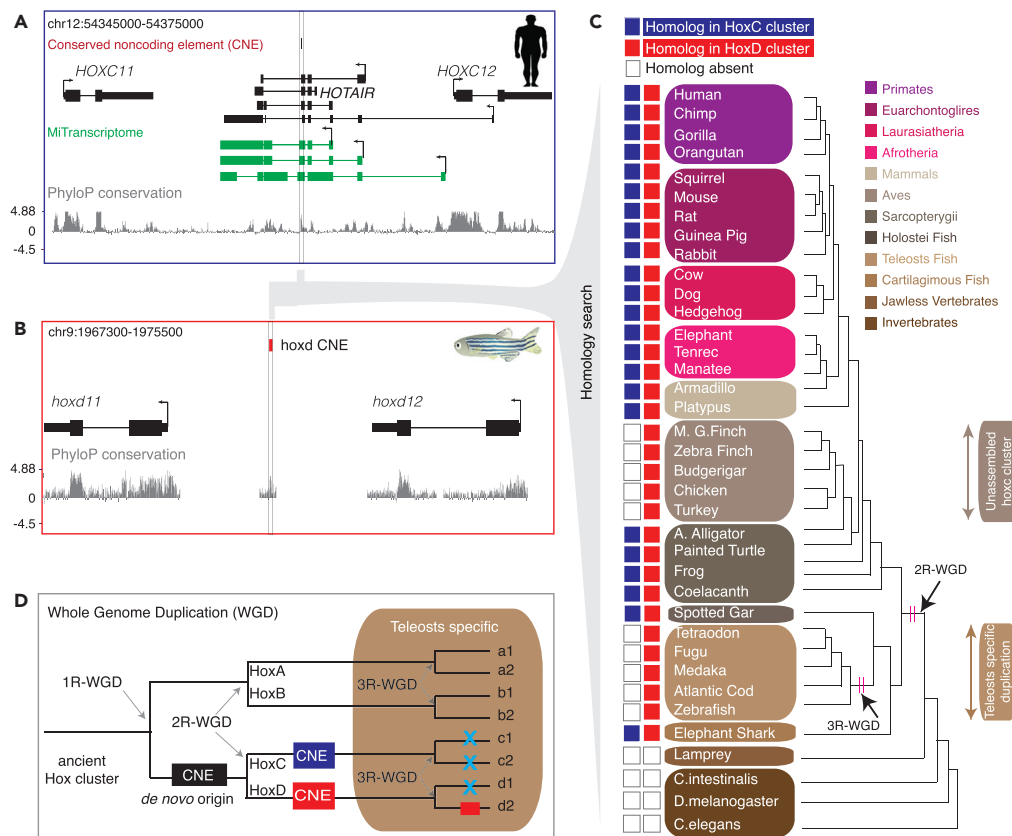 A
chr12:54345000-54375000
Conserved noncoding element (CNE)
HOXC11
HOTAIR
HOXC12
MiTranscriptome
PhyloP conservation
4.88
0
-4.5
B
chr9:1967300-1975500
hoxd CNE
hoxd11
hoxd12
PhyloP conservation
4.88
0
-4.5
D
Whole Genome Duplication (WGD)
Teleosts specific
1R-WGD
2R-WGD
HoxA
HoxB
HoxC
HoxD
3R-WGD
3R-WGD
a1
a2
b1
b2
c1
c2
d1
d2
CNE
CNE
CNE
ancient
Hox cluster
de novo origin
C
Homolog in HoxC cluster
Homolog in HoxD cluster
Homolog absent
Homology search
Human
Chimp
Gorilla
Orangutan
Squirrel
Mouse
Rat
Guinea Pig
Rabbit
Cow
Dog
Hedgehog
Elephant
Tenrec
Manatee
Armadillo
Platypus
M. G.Finch
Zebra Finch
Budgerigar
Chicken
Turkey
A. Alligator
Painted Turtle
Frog
Coelacanth
Spotted Gar
Tetraodon
Fugu
Medaka
Atlantic Cod
Zebrafish
Elephant Shark
Lamprey
C.intestinalis
D.melanogaster
C.elegans
Primates
Euarchontoglires
Laurasiatheria
Afrotheria
Mammals
Aves
Sarcopterygii
Holostei Fish
Teleosts Fish
Cartilagimous Fish
Jawless Vertebrates
Invertebrates
Unassembled
hoxc cluster
2R-WGD
3R-WGD
Teleosts specific
duplication